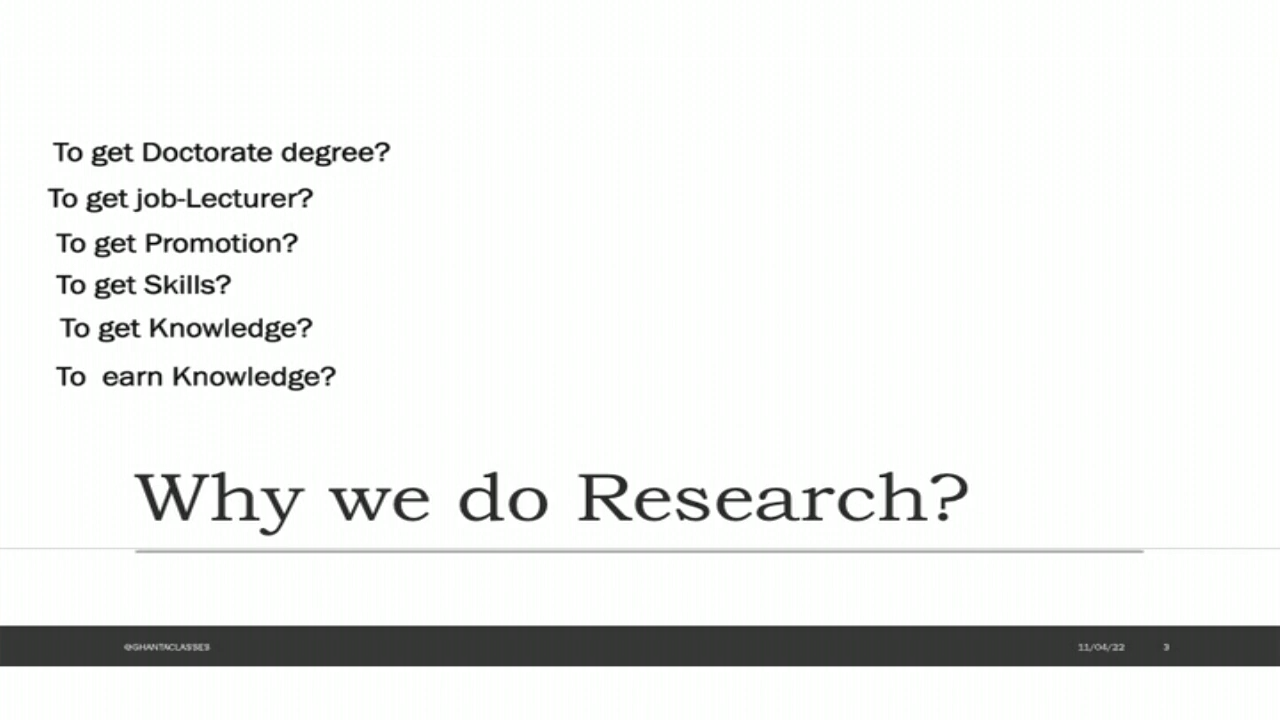 To get Doctorate degree?
To get job-Lecturer?
To get Promotion?
To get Skills?
To get Knowledge?
To earn Knowledge?
Why we do Research?
@GHANTACLASSES
11/04/22
3